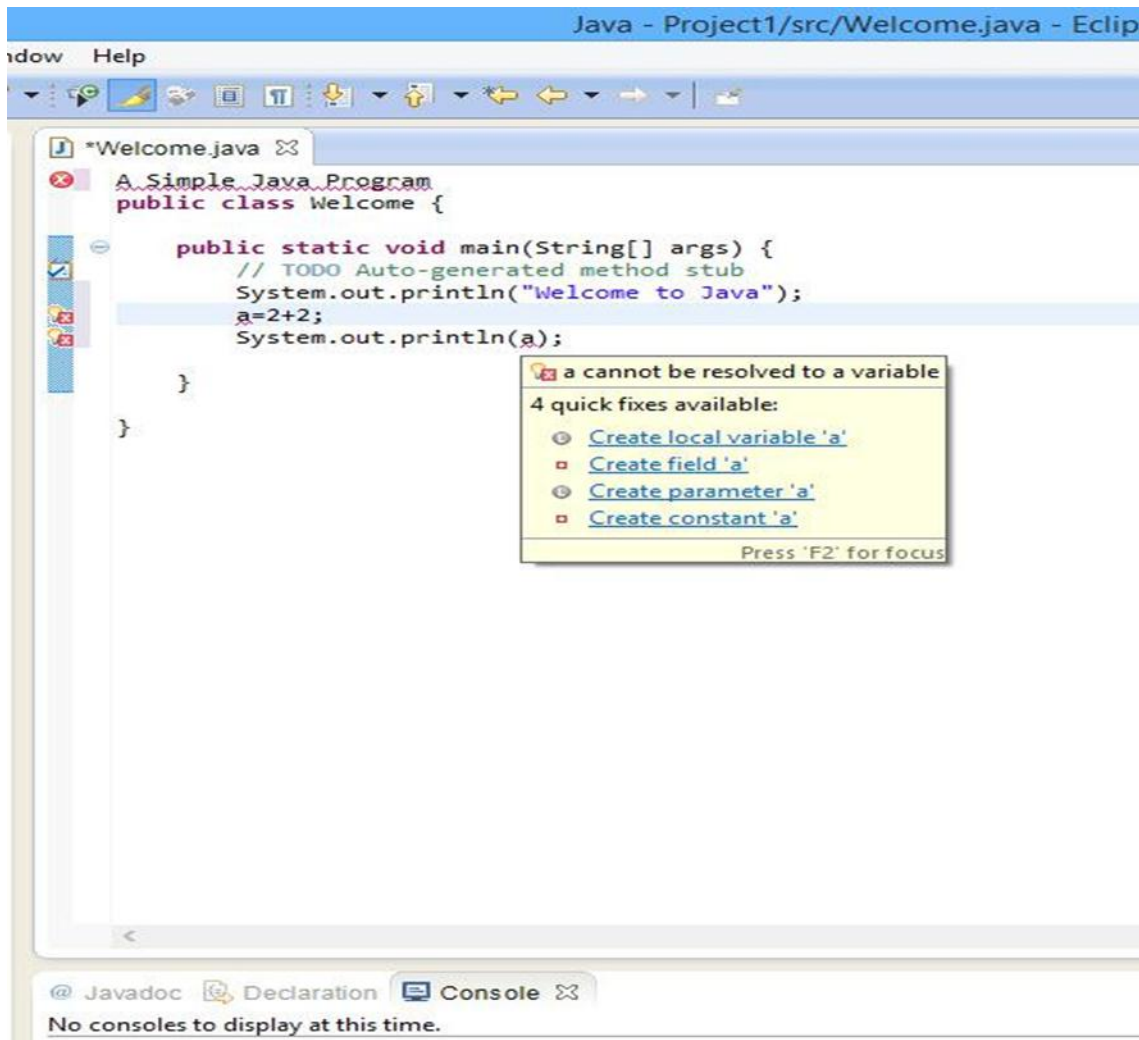 Java - Project1/src/Welcome.java - Eclip
ndow Help
*Welcome.java
A Simple Java Program
public class Welcome {
public static void main(String[] args) {
// TODO Auto-generated method stub
System.out.println("Welcome to Java");
a=2+2;
System.out.println(a);
}
}
a cannot be resolved to a variable
4 quick fixes available:
Create local variable 'a'
Create field 'a'
Create parameter 'a'
Create constant 'a'
Press 'F2' for focus
@ Javadoc Declaration Console
No consoles to display at this time.